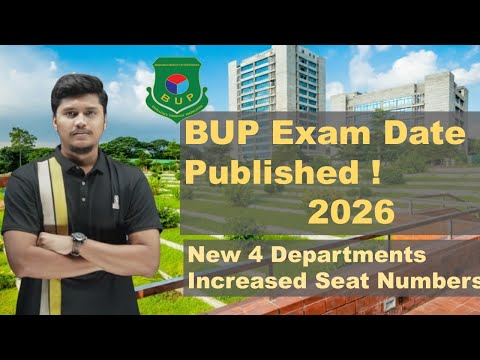 BUP
BUP Exam Date
Published !
2026
New 4 Departments
Increased Seat Numbers